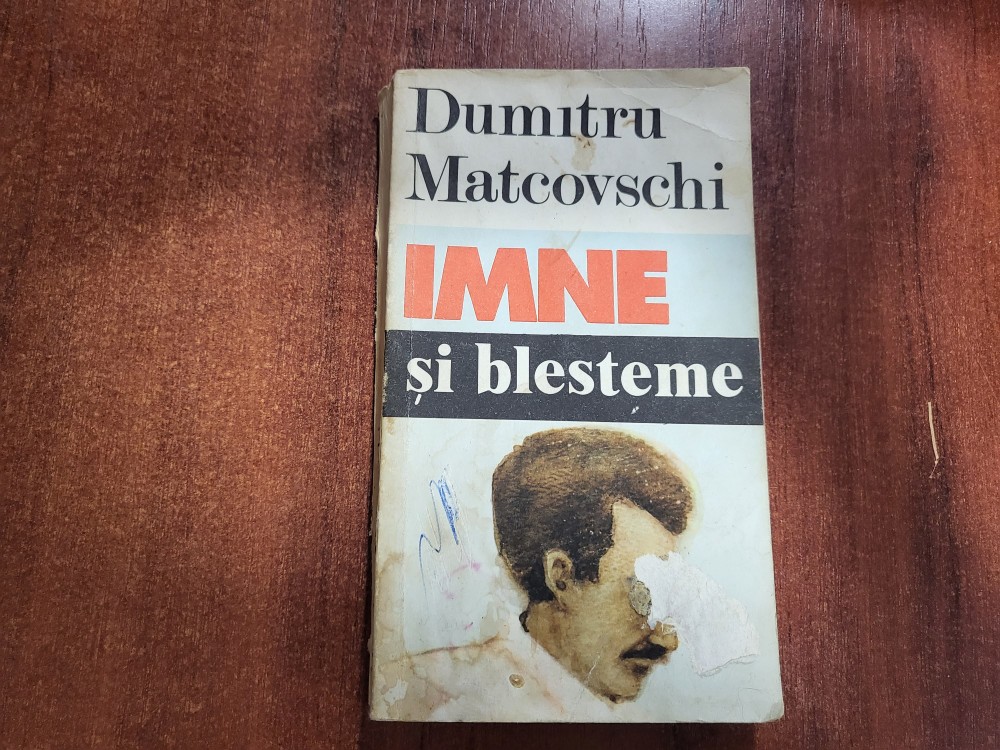 Dumitru
Matcovschi
IMNE
și blesteme